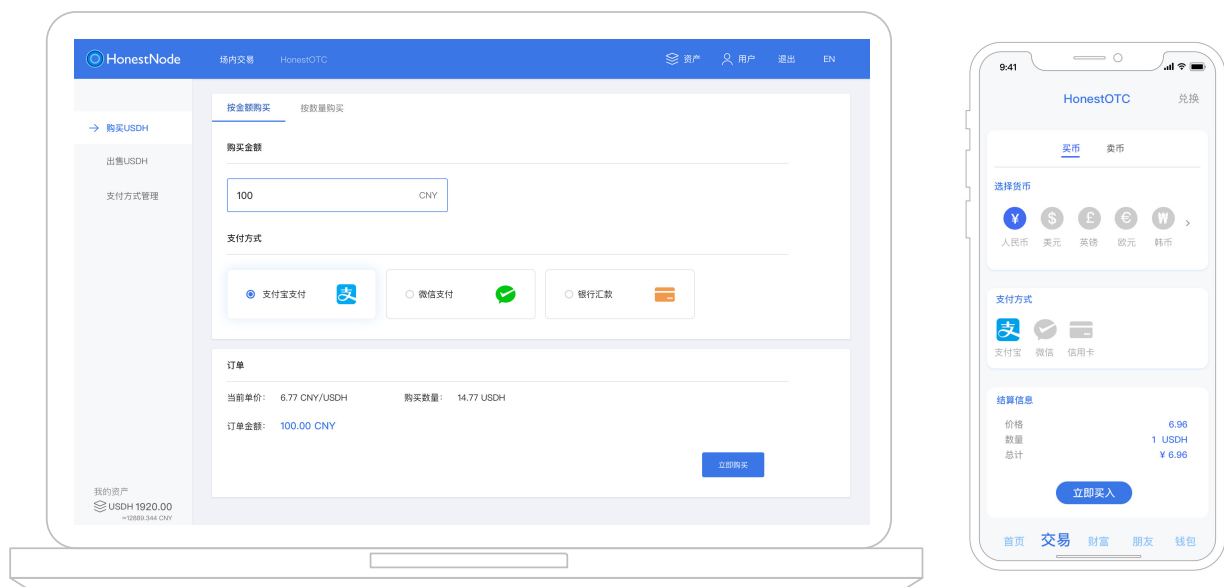 HonestNode 场内交易 HonestOTC 资产 用户 退出 EN
购买USDH
出售USDH
支付方式管理
按金额购买 按数量购买
购买金额
100 CNY
支付方式
支付宝支付 支 微信支付 银行汇款
订单
当前单价: 6.77 CNY/USDH 购买数量: 14.77 USDH
订单金额: 100.00 CNY
立即购买
我的资产
USDH 1920.00
≈12689.344 CNY
9:41
HonestOTC 兑换
买币 卖币
选择货币
¥ $ £ € ₩
人民币 美元 英镑 欧元 韩币
支付方式
支
支付宝 微信 信用卡
结算信息
价格 6.96
数量 1 USDH
总计 ¥ 6.96
立即买入
首页 交易 财富 朋友 钱包